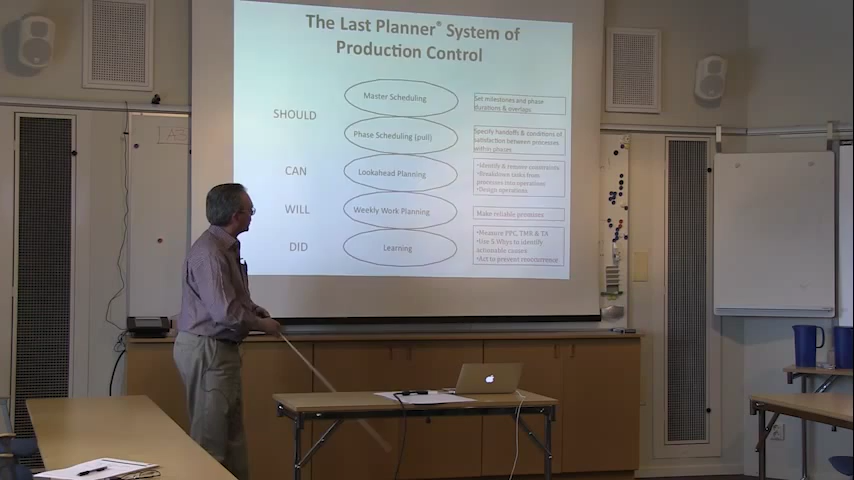 The Last Planner® System of
Production Control
SHOULD
Master Scheduling
Set milestones and phase
durations & overlaps
Phase Scheduling (pull)
Specify handoffs & conditions of
satisfaction between processes
within phases
CAN
Lookahead Planning
•Identify & remove constraints
•Breakdown tasks from
processes into operations
•Design operations
WILL
Weekly Work Planning
Make reliable promises
DID
Learning
•Measure PPC, TMR & TA
•Use 5 Whys to identify
actionable causes
•Act to prevent reoccurrence